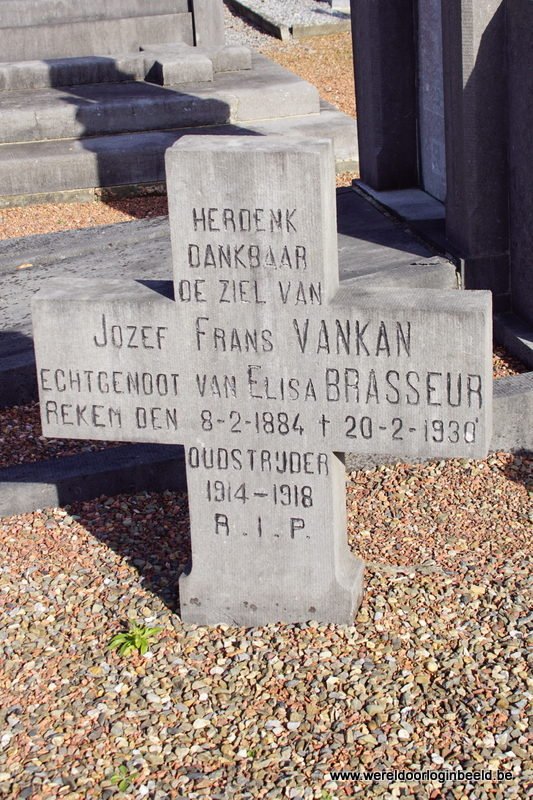 HERDENK
DANKBAAR
DE ZIEL VAN
JOZEF FRANS VANKAN
ECHTGENOOT VAN ELISA BRASSEUR
REKEM DEN 8-2-1884 † 20-2-1930
OUDSTRIJDER
1914-1918
R.I.P.
www.wereldoorloginbeeld.be